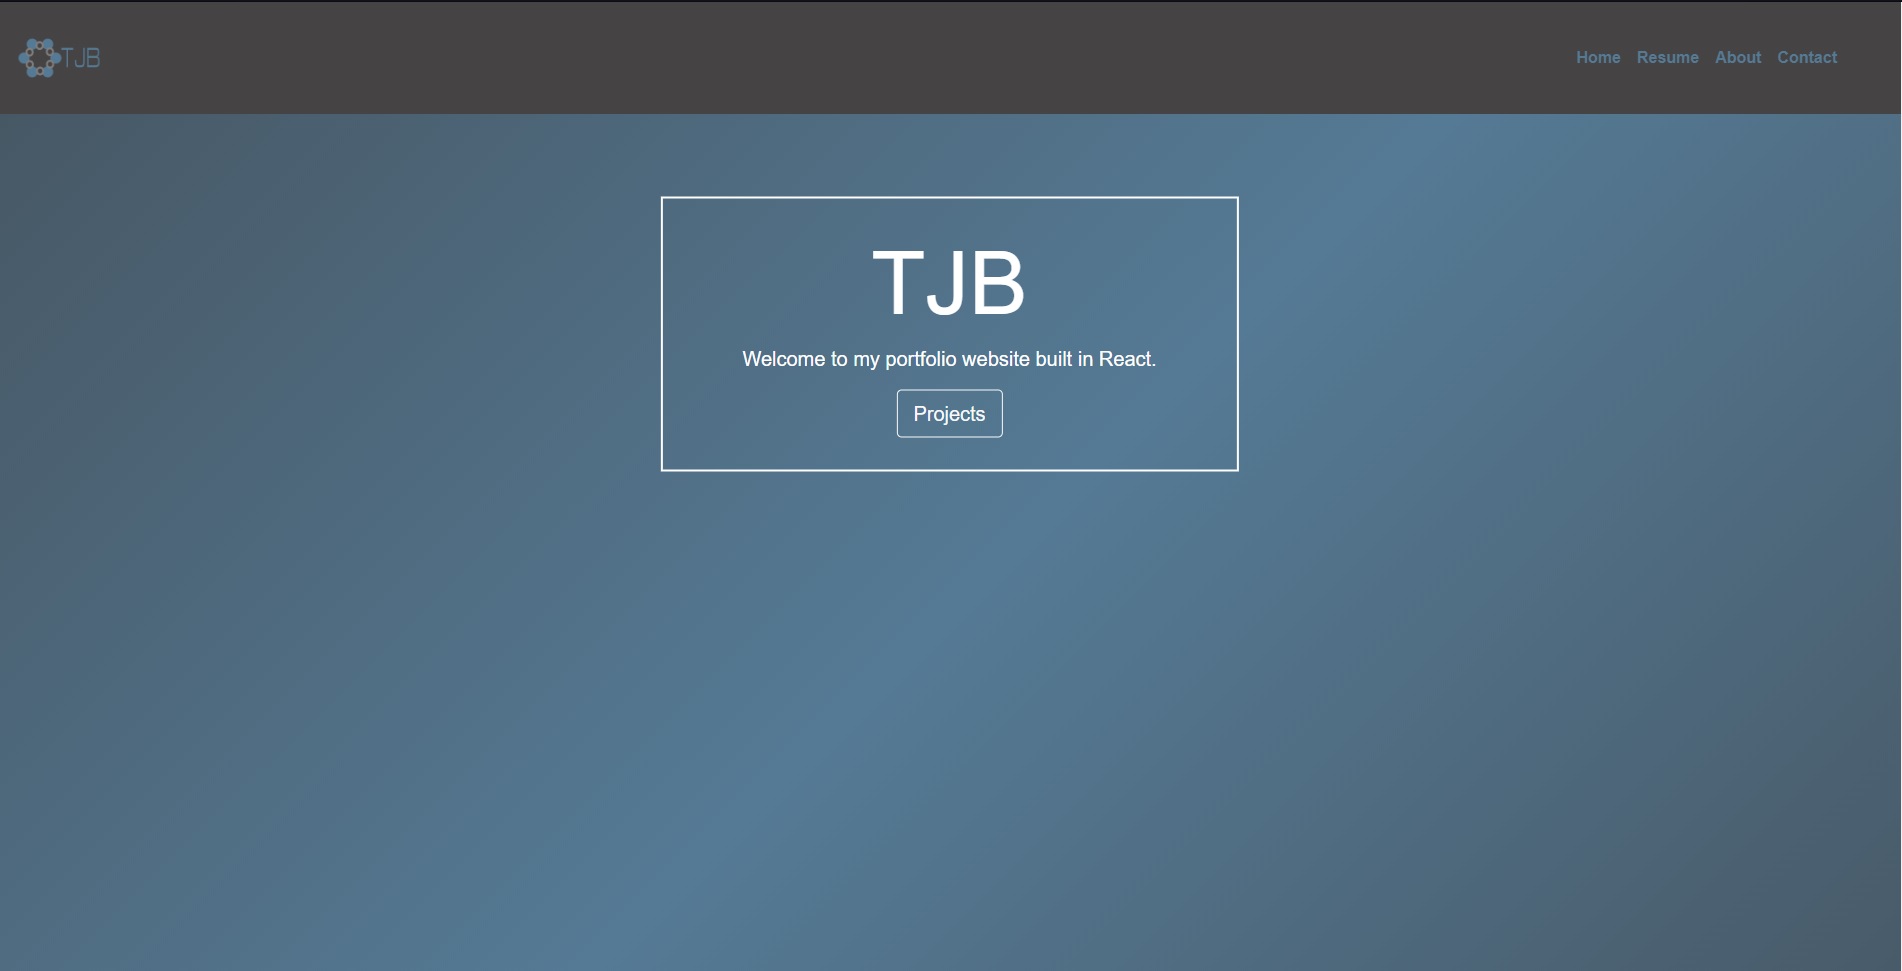 TJB
Home Resume About Contact
TJB
Welcome to my portfolio website built in React.
Projects